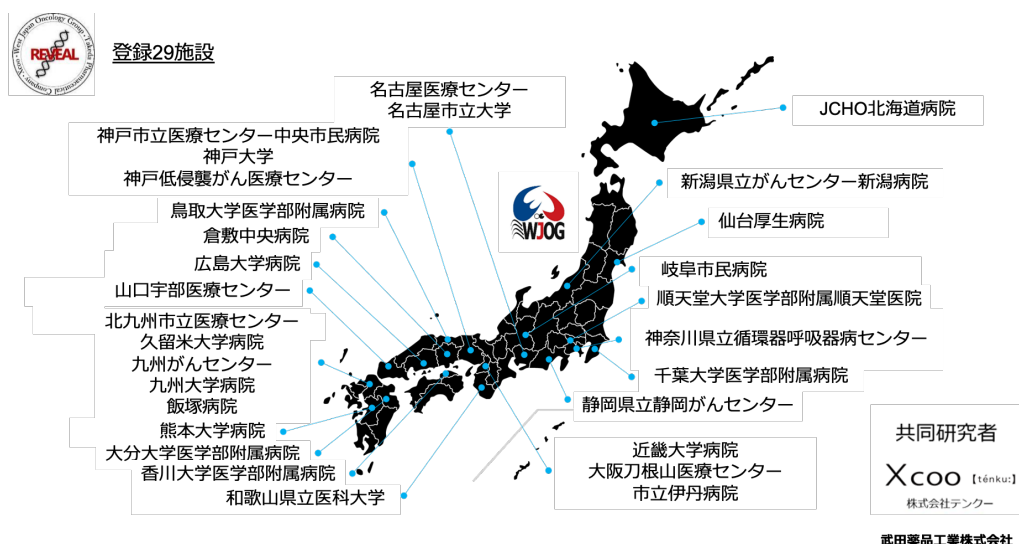 West Japan Oncology Group・Takeda Pharmaceutical Company・Xcoo・
REVEAL
登録29施設
名古屋医療センター
名古屋市立大学
神戸市立医療センター中央市民病院
神戸大学
神戸低侵襲がん医療センター
鳥取大学医学部附属病院
倉敷中央病院
広島大学病院
山口宇部医療センター
北九州市立医療センター
久留米大学病院
九州がんセンター
九州大学病院
飯塚病院
熊本大学病院
大分大学医学部附属病院
香川大学医学部附属病院
和歌山県立医科大学
WJOG
JCHO北海道病院
新潟県立がんセンター新潟病院
仙台厚生病院
岐阜市民病院
順天堂大学医学部附属順天堂医院
神奈川県立循環器呼吸器病センター
千葉大学医学部附属病院
静岡県立静岡がんセンター
近畿大学病院
大阪刀根山医療センター
市立伊丹病院
共同研究者
Xcoo【ténku:】
株式会社テンクー
武田薬品工業株式会社